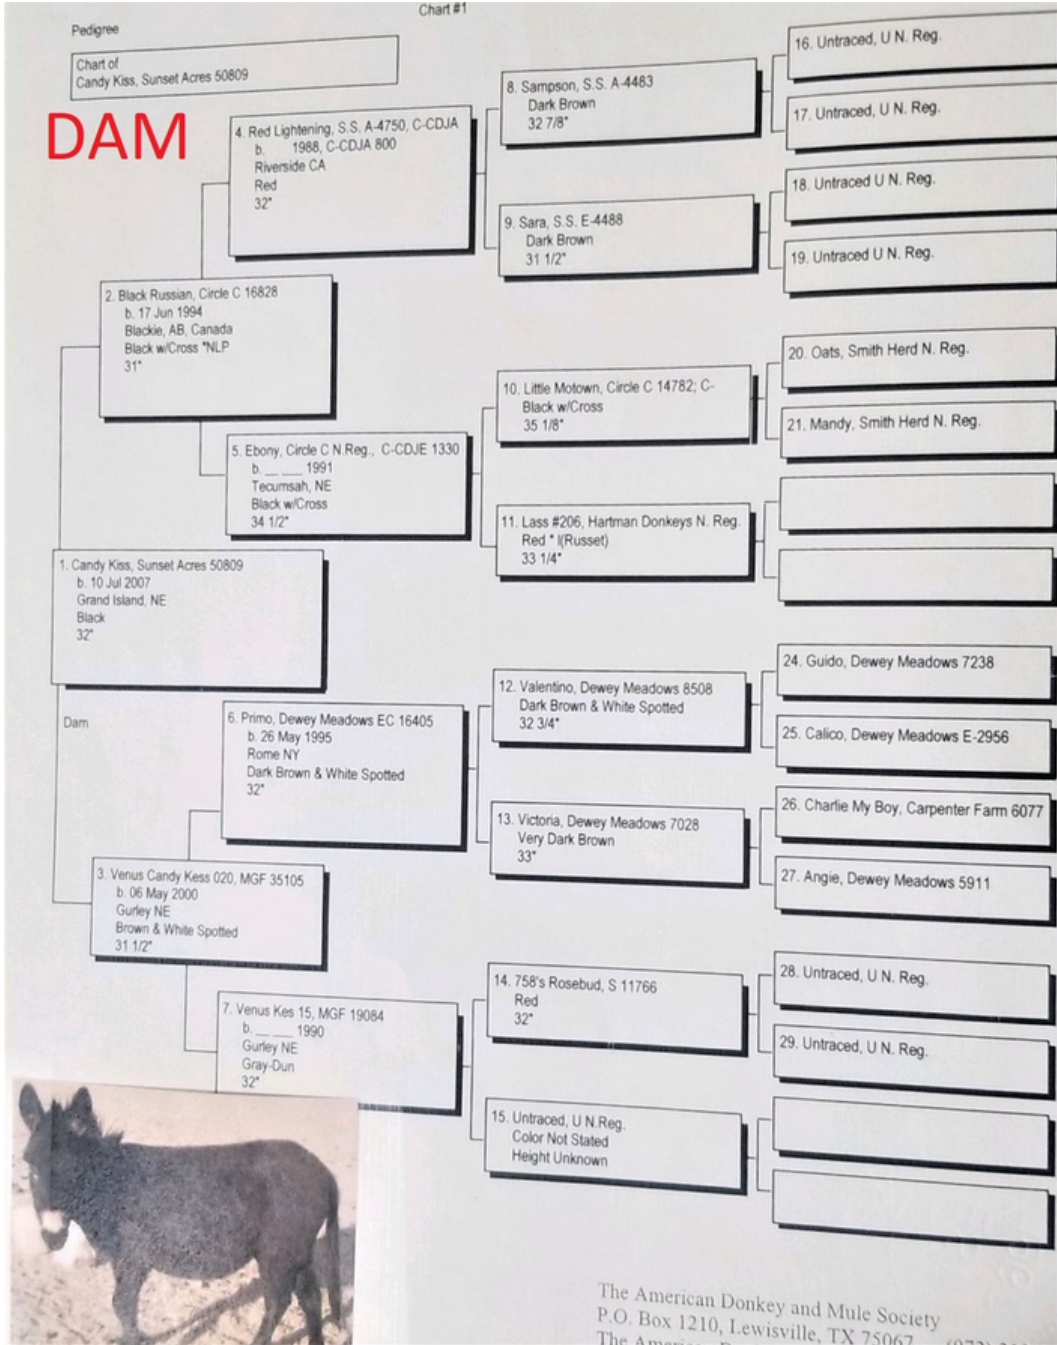 Chart #1
Pedigree
Chart of
Candy Kiss, Sunset Acres 50809
DAM
1. Candy Kiss, Sunset Acres 50809
b. 10 Jul 2007
Grand Island, NE
Black
32"
2. Black Russian, Circle C 16828
b. 17 Jun 1994
Blackie, AB, Canada
Black w/Cross *NLP
31"
Dam
3. Venus Candy Kess 020, MGF 35105
b. 06 May 2000
Gurley NE
Brown & White Spotted
31 1/2"
4. Red Lightening, S.S. A-4750, C-CDJA
b. 1988, C-CDJA 800
Riverside CA
Red
32"
5. Ebony, Circle C N.Reg., C-CDJE 1330
b. __ ___ 1991
Tecumsah, NE
Black w/Cross
34 1/2"
6. Primo, Dewey Meadows EC 16405
b. 26 May 1995
Rome NY
Dark Brown & White Spotted
32"
7. Venus Kes 15, MGF 19084
b. __ ___ 1990
Gurley NE
Gray-Dun
32"
8. Sampson, S.S. A-4483
Dark Brown
32 7/8"
9. Sara, S.S. E-4488
Dark Brown
31 1/2"
10. Little Motown, Circle C 14782; C-
Black w/Cross
35 1/8"
11. Lass #206, Hartman Donkeys N. Reg.
Red * l(Russet)
33 1/4"
12. Valentino, Dewey Meadows 8508
Dark Brown & White Spotted
32 3/4"
13. Victoria, Dewey Meadows 7028
Very Dark Brown
33"
14. 758's Rosebud, S 11766
Red
32"
15. Untraced, U N.Reg.
Color Not Stated
Height Unknown
16. Untraced, U N. Reg.
17. Untraced, U N. Reg.
18. Untraced U N. Reg.
19. Untraced U N. Reg.
20. Oats, Smith Herd N. Reg.
21. Mandy, Smith Herd N. Reg.
24. Guido, Dewey Meadows 7238
25. Calico, Dewey Meadows E-2956
26. Charlie My Boy, Carpenter Farm 6077
27. Angie, Dewey Meadows 5911
28. Untraced, U N. Reg.
29. Untraced, U N. Reg.
The American Donkey and Mule Society
P.O. Box 1210, Lewisville, TX 75067
The